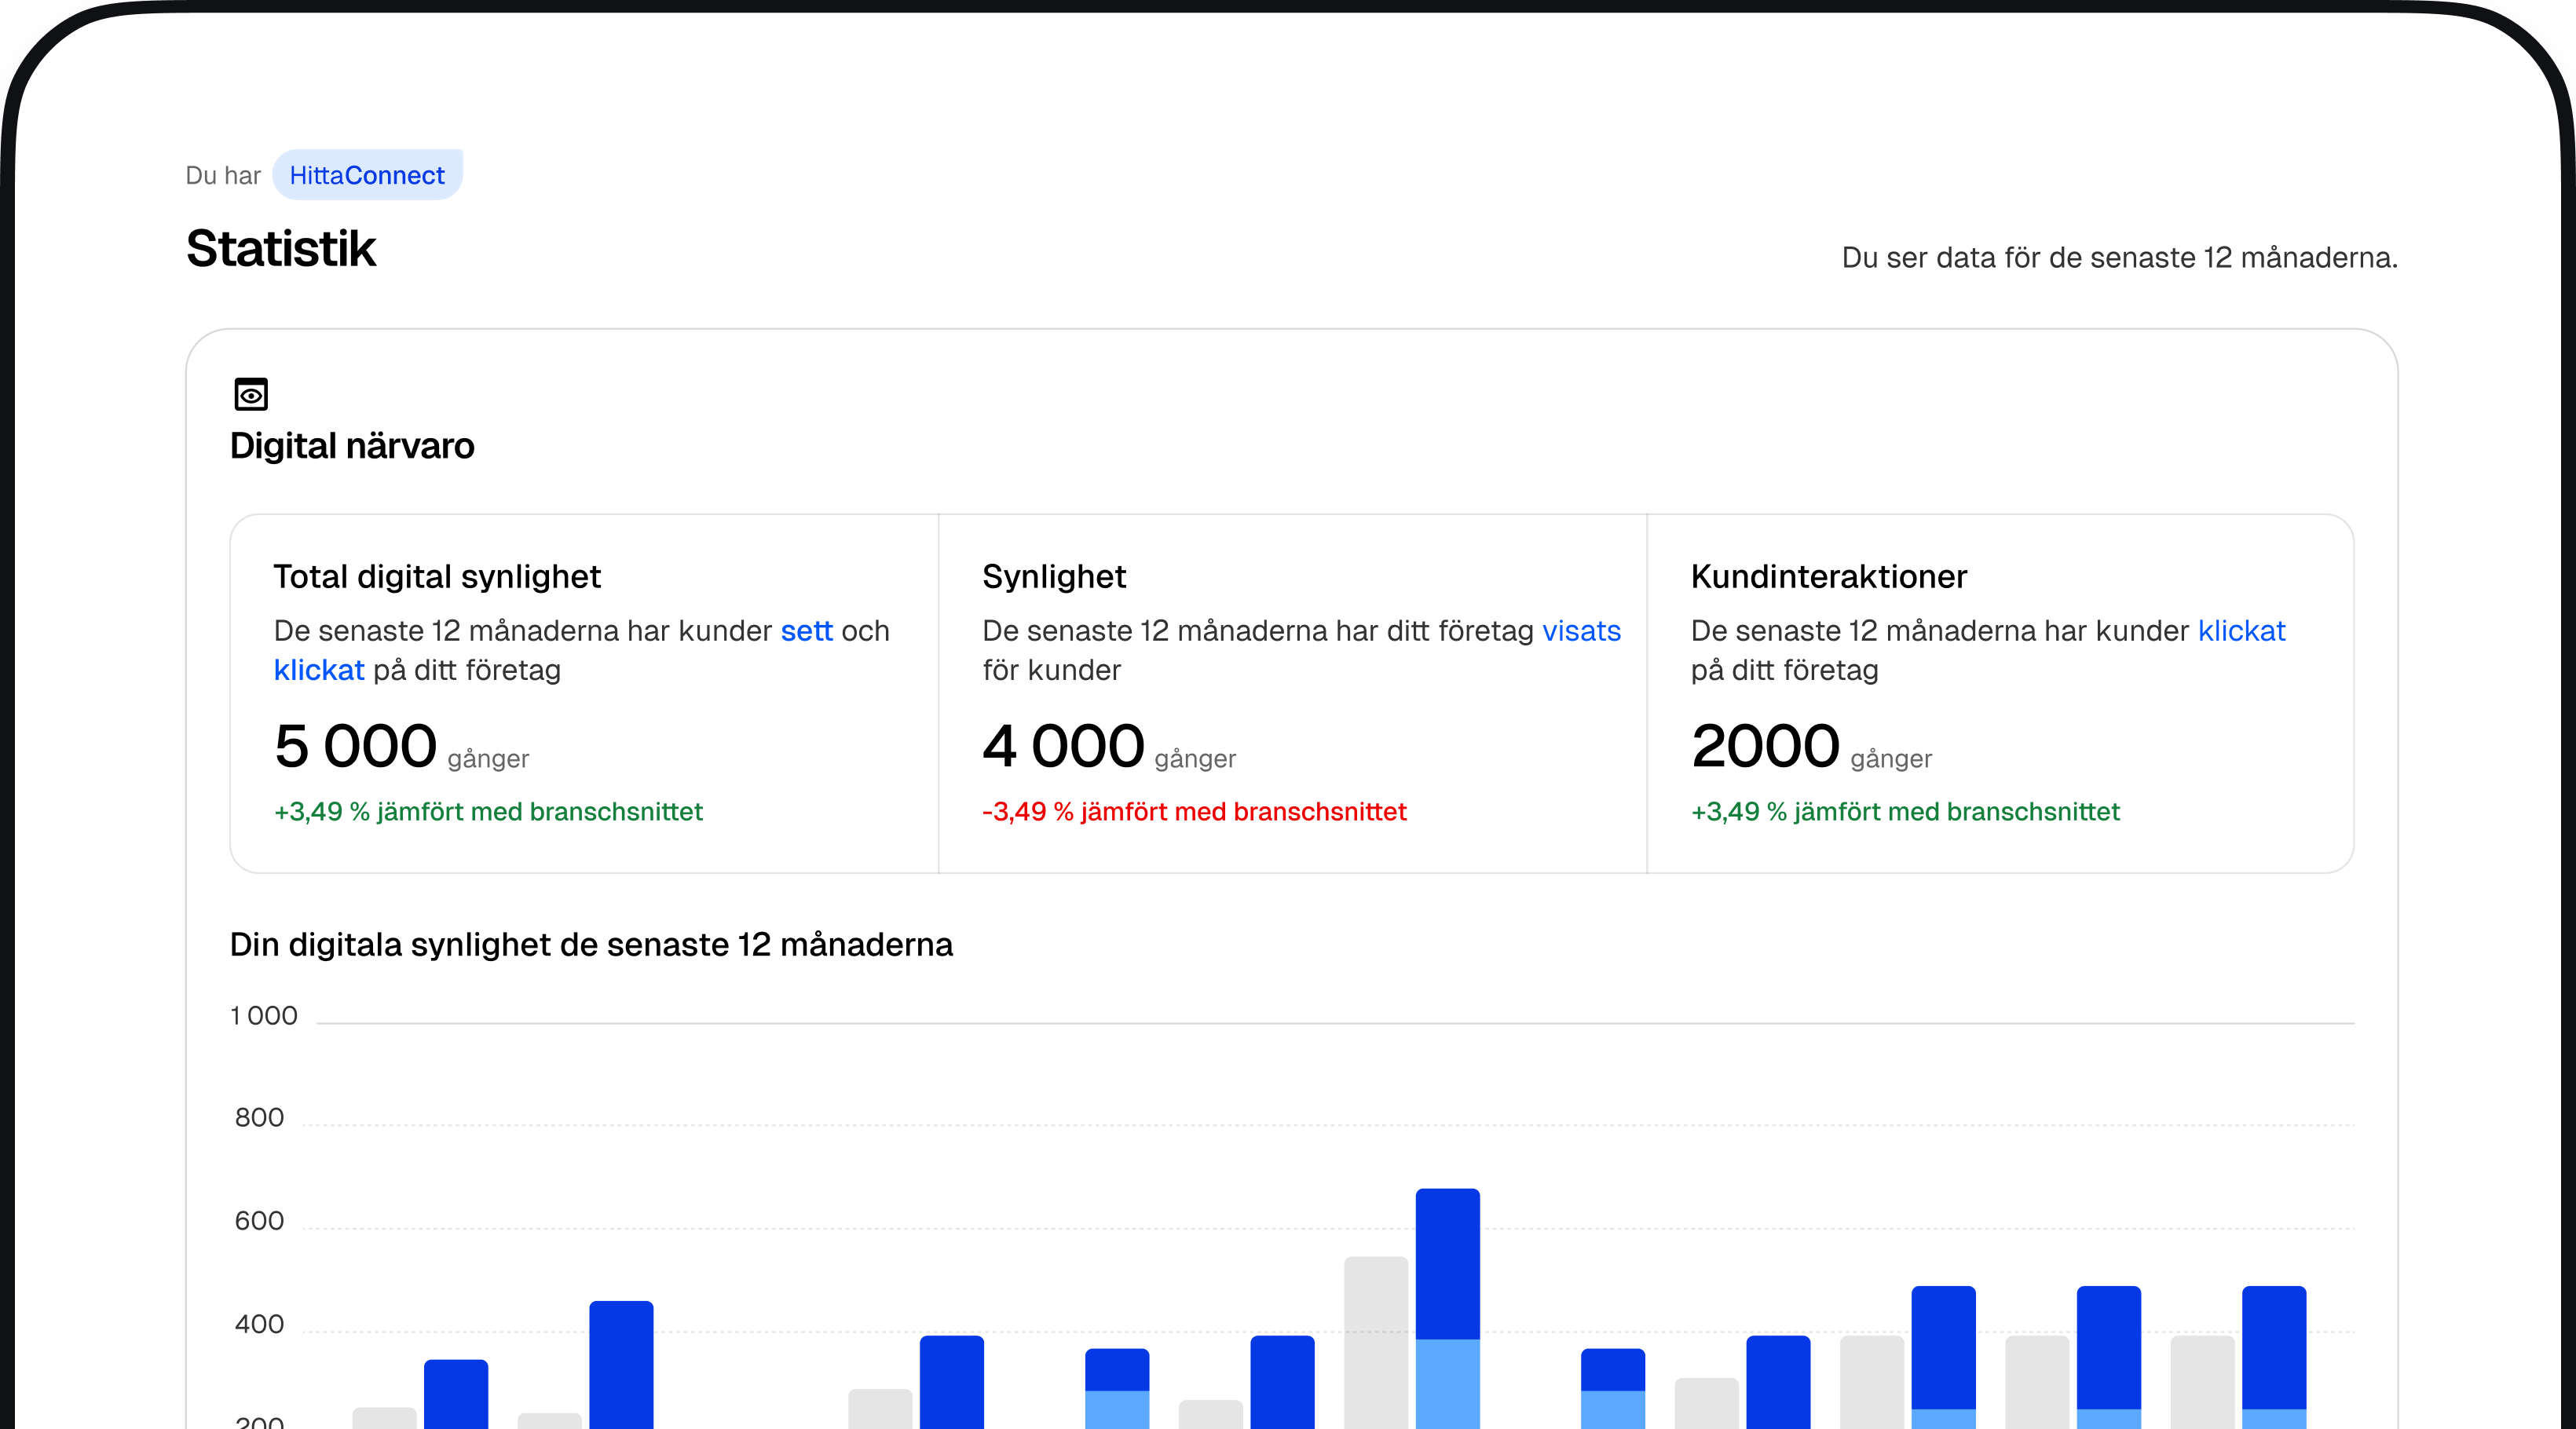 Du har HittaConnect
Statistik
Du ser data för de senaste 12 månaderna.
Digital närvaro
Total digital synlighet
De senaste 12 månaderna har kunder sett och
klickat på ditt företag
5 000 gånger
+3,49 % jämfört med branschsnittet
Synlighet
De senaste 12 månaderna har ditt företag visats
för kunder
4 000 gånger
-3,49 % jämfört med branschsnittet
Kundinteraktioner
De senaste 12 månaderna har kunder klickat
på ditt företag
2000 gånger
+3,49 % jämfört med branschsnittet
Din digitala synlighet de senaste 12 månaderna
1 000
800
600
400
200